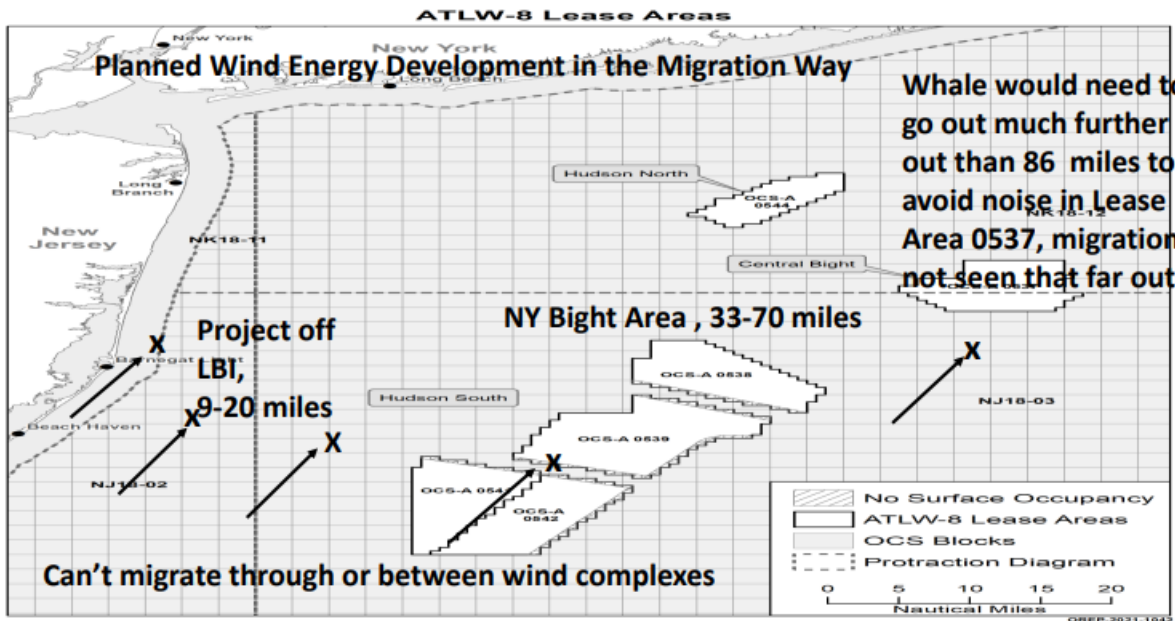 ATLW-8 Lease Areas
New York
New York
Planned Wind Energy Development in the Migration Way
Long Beach
Whale would need to
go out much further
out than 86 miles to
avoid noise in Lease
Area 0537, migration
not seen that far out
Hudson North
OCS-A
0544
Long
Branch
New
Jersey
NK18-11
NK18-12
Central Bight
NY Bight Area , 33-70 miles
Project off
LBI,
9-20 miles
X
Barnegat Light
X
OCS-A 0538
NJ18-03
Hudson South
X
Beach Haven
X
OCS-A 0539
X
NJ18-02
OCS-A 054
OCS-A
0542
Can't migrate through or between wind complexes
No Surface Occupancy
ATLW-8 Lease Areas
OCS Blocks
Protraction Diagram
0 5 10 15 20
Nautical Miles
OREP-2021-1042